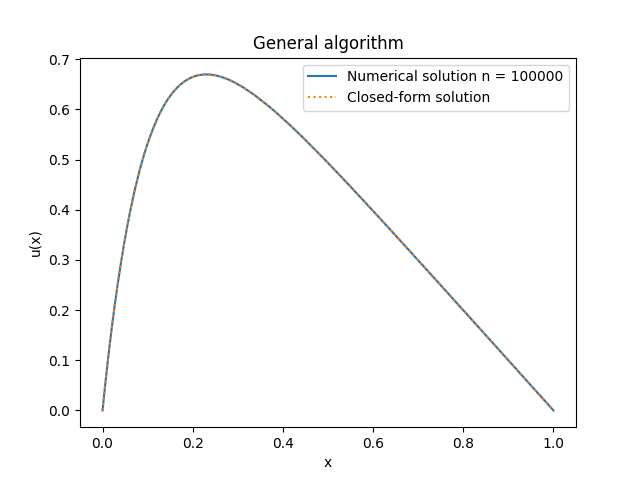 General algorithm
Numerical solution n = 100000
Closed-form solution
u(x)
0.7
0.6
0.5
0.4
0.3
0.2
0.1
0.0
0.0 0.2 0.4 0.6 0.8 1.0
x